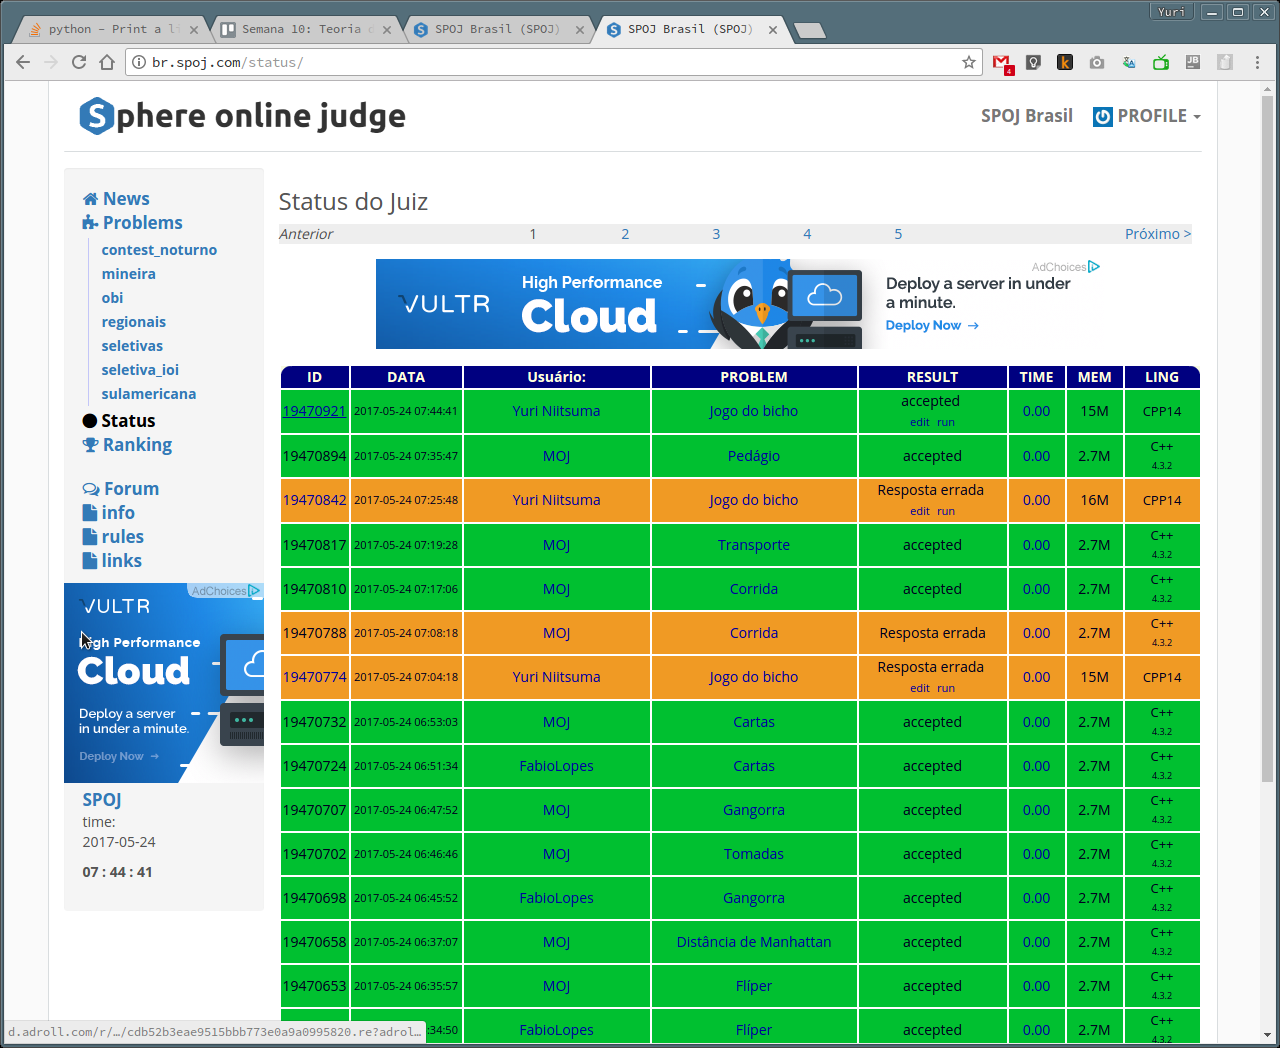 Yuri
python - Print a li
Semana 10: Teoria d
SPOJ Brasil (SPOJ)
SPOJ Brasil (SPOJ)
br.spoj.com/status/
4
JB
Sphere online judge
SPOJ Brasil
PROFILE
News
Problems
contest_noturno
mineira
obi
regionais
seletivas
seletiva_ioi
sulamericana
Status
Ranking
Forum
info
rules
links
AdChoices
VULTR
High Performance
Cloud
Deploy a server
in under a minute.
Deploy Now →
SPOJ
time:
2017-05-24
07 : 44 : 41
Status do Juiz
Anterior 1 2 3 4 5 Próximo >
AdChoices
VULTR
High Performance
Cloud
Deploy a server in under
a minute.
Deploy Now →
ID DATA Usuário: PROBLEM RESULT TIME MEM LING
19470921 2017-05-24 07:44:41 Yuri Niitsuma Jogo do bicho accepted 0.00 15M CPP14
edit run
19470894 2017-05-24 07:35:47 MOJ Pedágio accepted 0.00 2.7M C++
4.3.2
19470842 2017-05-24 07:25:48 Yuri Niitsuma Jogo do bicho Resposta errada 0.00 16M CPP14
edit run
19470817 2017-05-24 07:19:28 MOJ Transporte accepted 0.00 2.7M C++
4.3.2
19470810 2017-05-24 07:17:06 MOJ Corrida accepted 0.00 2.7M C++
4.3.2
19470788 2017-05-24 07:08:18 MOJ Corrida Resposta errada 0.00 2.7M C++
4.3.2
19470774 2017-05-24 07:04:18 Yuri Niitsuma Jogo do bicho Resposta errada 0.00 15M CPP14
edit run
19470732 2017-05-24 06:53:03 MOJ Cartas accepted 0.00 2.7M C++
4.3.2
19470724 2017-05-24 06:51:34 FabioLopes Cartas accepted 0.00 2.7M C++
4.3.2
19470707 2017-05-24 06:47:52 MOJ Gangorra accepted 0.00 2.7M C++
4.3.2
19470702 2017-05-24 06:46:46 MOJ Tomadas accepted 0.00 2.7M C++
4.3.2
19470698 2017-05-24 06:45:52 FabioLopes Gangorra accepted 0.00 2.7M C++
4.3.2
19470658 2017-05-24 06:37:07 MOJ Distância de Manhattan accepted 0.00 2.7M C++
4.3.2
19470653 2017-05-24 06:35:57 MOJ Flíper accepted 0.00 2.7M C++
4.3.2
:34:50 FabioLopes Flíper accepted 0.00 2.7M C++
4.3.2
d.adroll.com/r/…/cdb52b3eae9515bbb773e0a9a0995820.re?adrol…